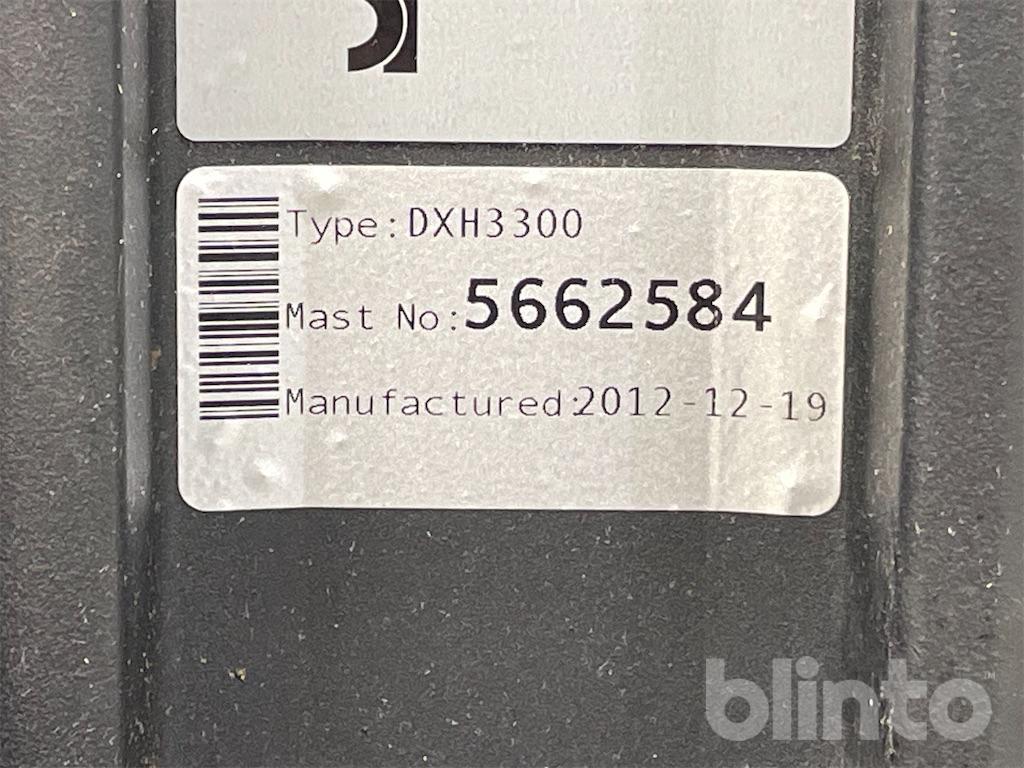 Type:DXH3300
Mast No:5662584
Manufactured:2012-12-19
blinto